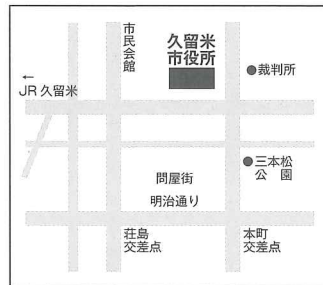 市民会館
久留米
市役所
●裁判所
←
JR久留米
●三本松
公園
問屋街
明治通り
荘島
交差点
本町
交差点